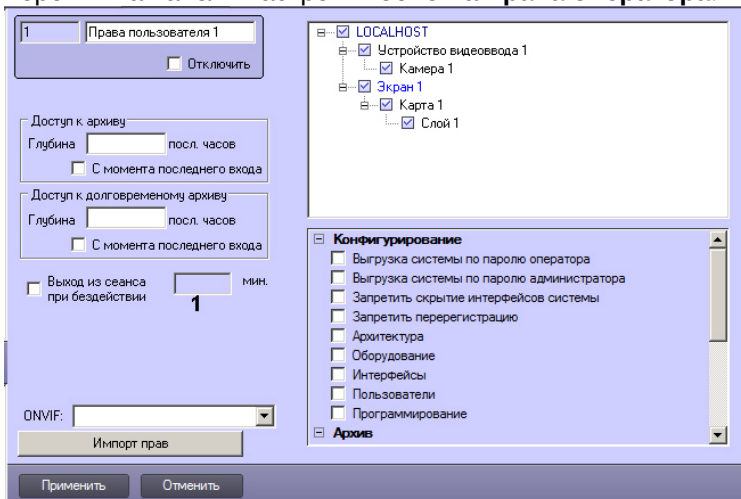 1 Права пользователя 1
Отключить
Доступ к архиву
Глубина посл. часов
С момента последнего входа
Доступ к долговременому архиву
Глубина посл. часов
С момента последнего входа
Выход из сеанса
при бездействии
мин.
1
ONVIF:
Импорт прав
LOCALHOST
Устройство видеоввода 1
Камера 1
Экран 1
Карта 1
Слой 1
Конфигурирование
Выгрузка системы по паролю оператора
Выгрузка системы по паролю администратора
Запретить скрытие интерфейсов системы
Запретить перерегистрацию
Архитектура
Оборудование
Интерфейсы
Пользователи
Программирование
Архив
Применить Отменить